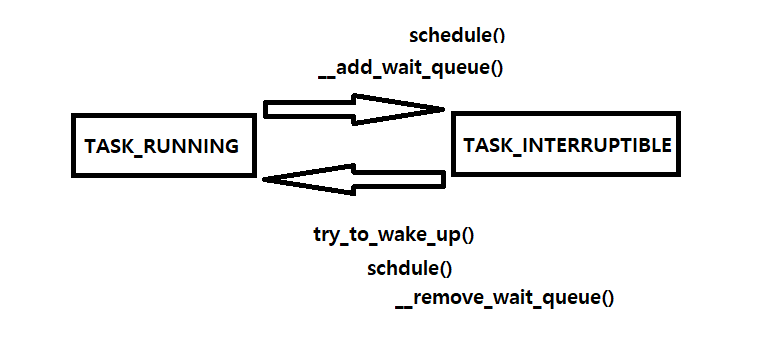 schedule()
__add_wait_queue()
TASK_RUNNING
TASK_INTERRUPTIBLE
try_to_wake_up()
schdule()
__remove_wait_queue()